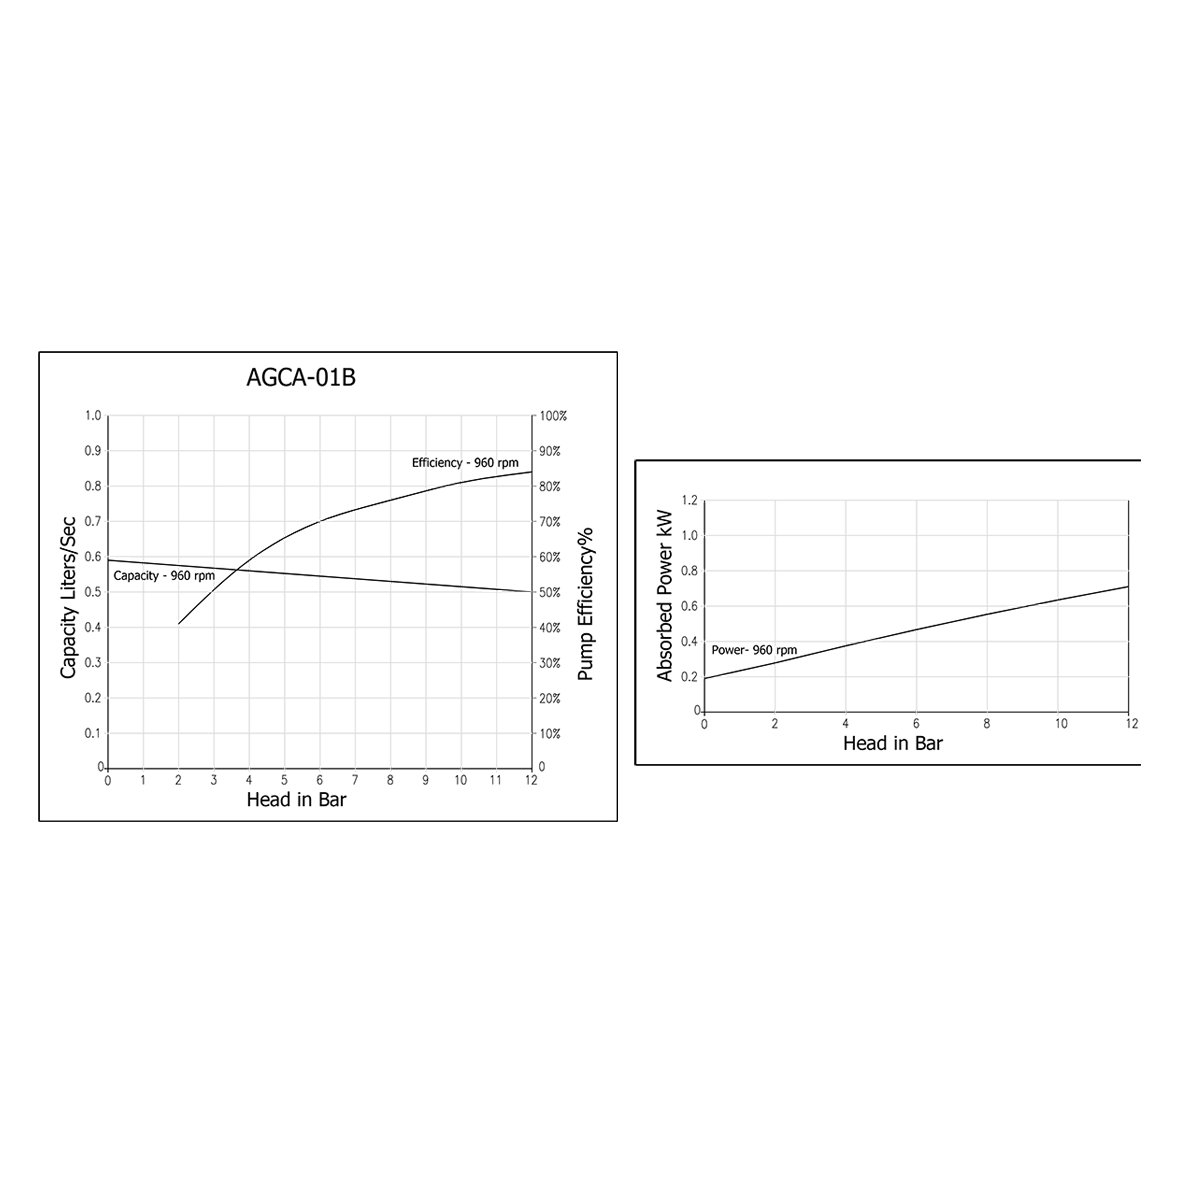 AGCA-01B
Capacity Liters/Sec
1.0
0.9
0.8
0.7
0.6
0.5
0.4
0.3
0.2
0.1
0
Efficiency - 960 rpm
Capacity - 960 rpm
100%
90%
80%
70%
60%
50%
40%
30%
20%
10%
0
Pump Efficiency%
0 1 2 3 4 5 6 7 8 9 10 11 12
Head in Bar
Absorbed Power kW
1.2
1.0
0.8
0.6
0.4
0.2
0
Power- 960 rpm
0 2 4 6 8 10 12
Head in Bar